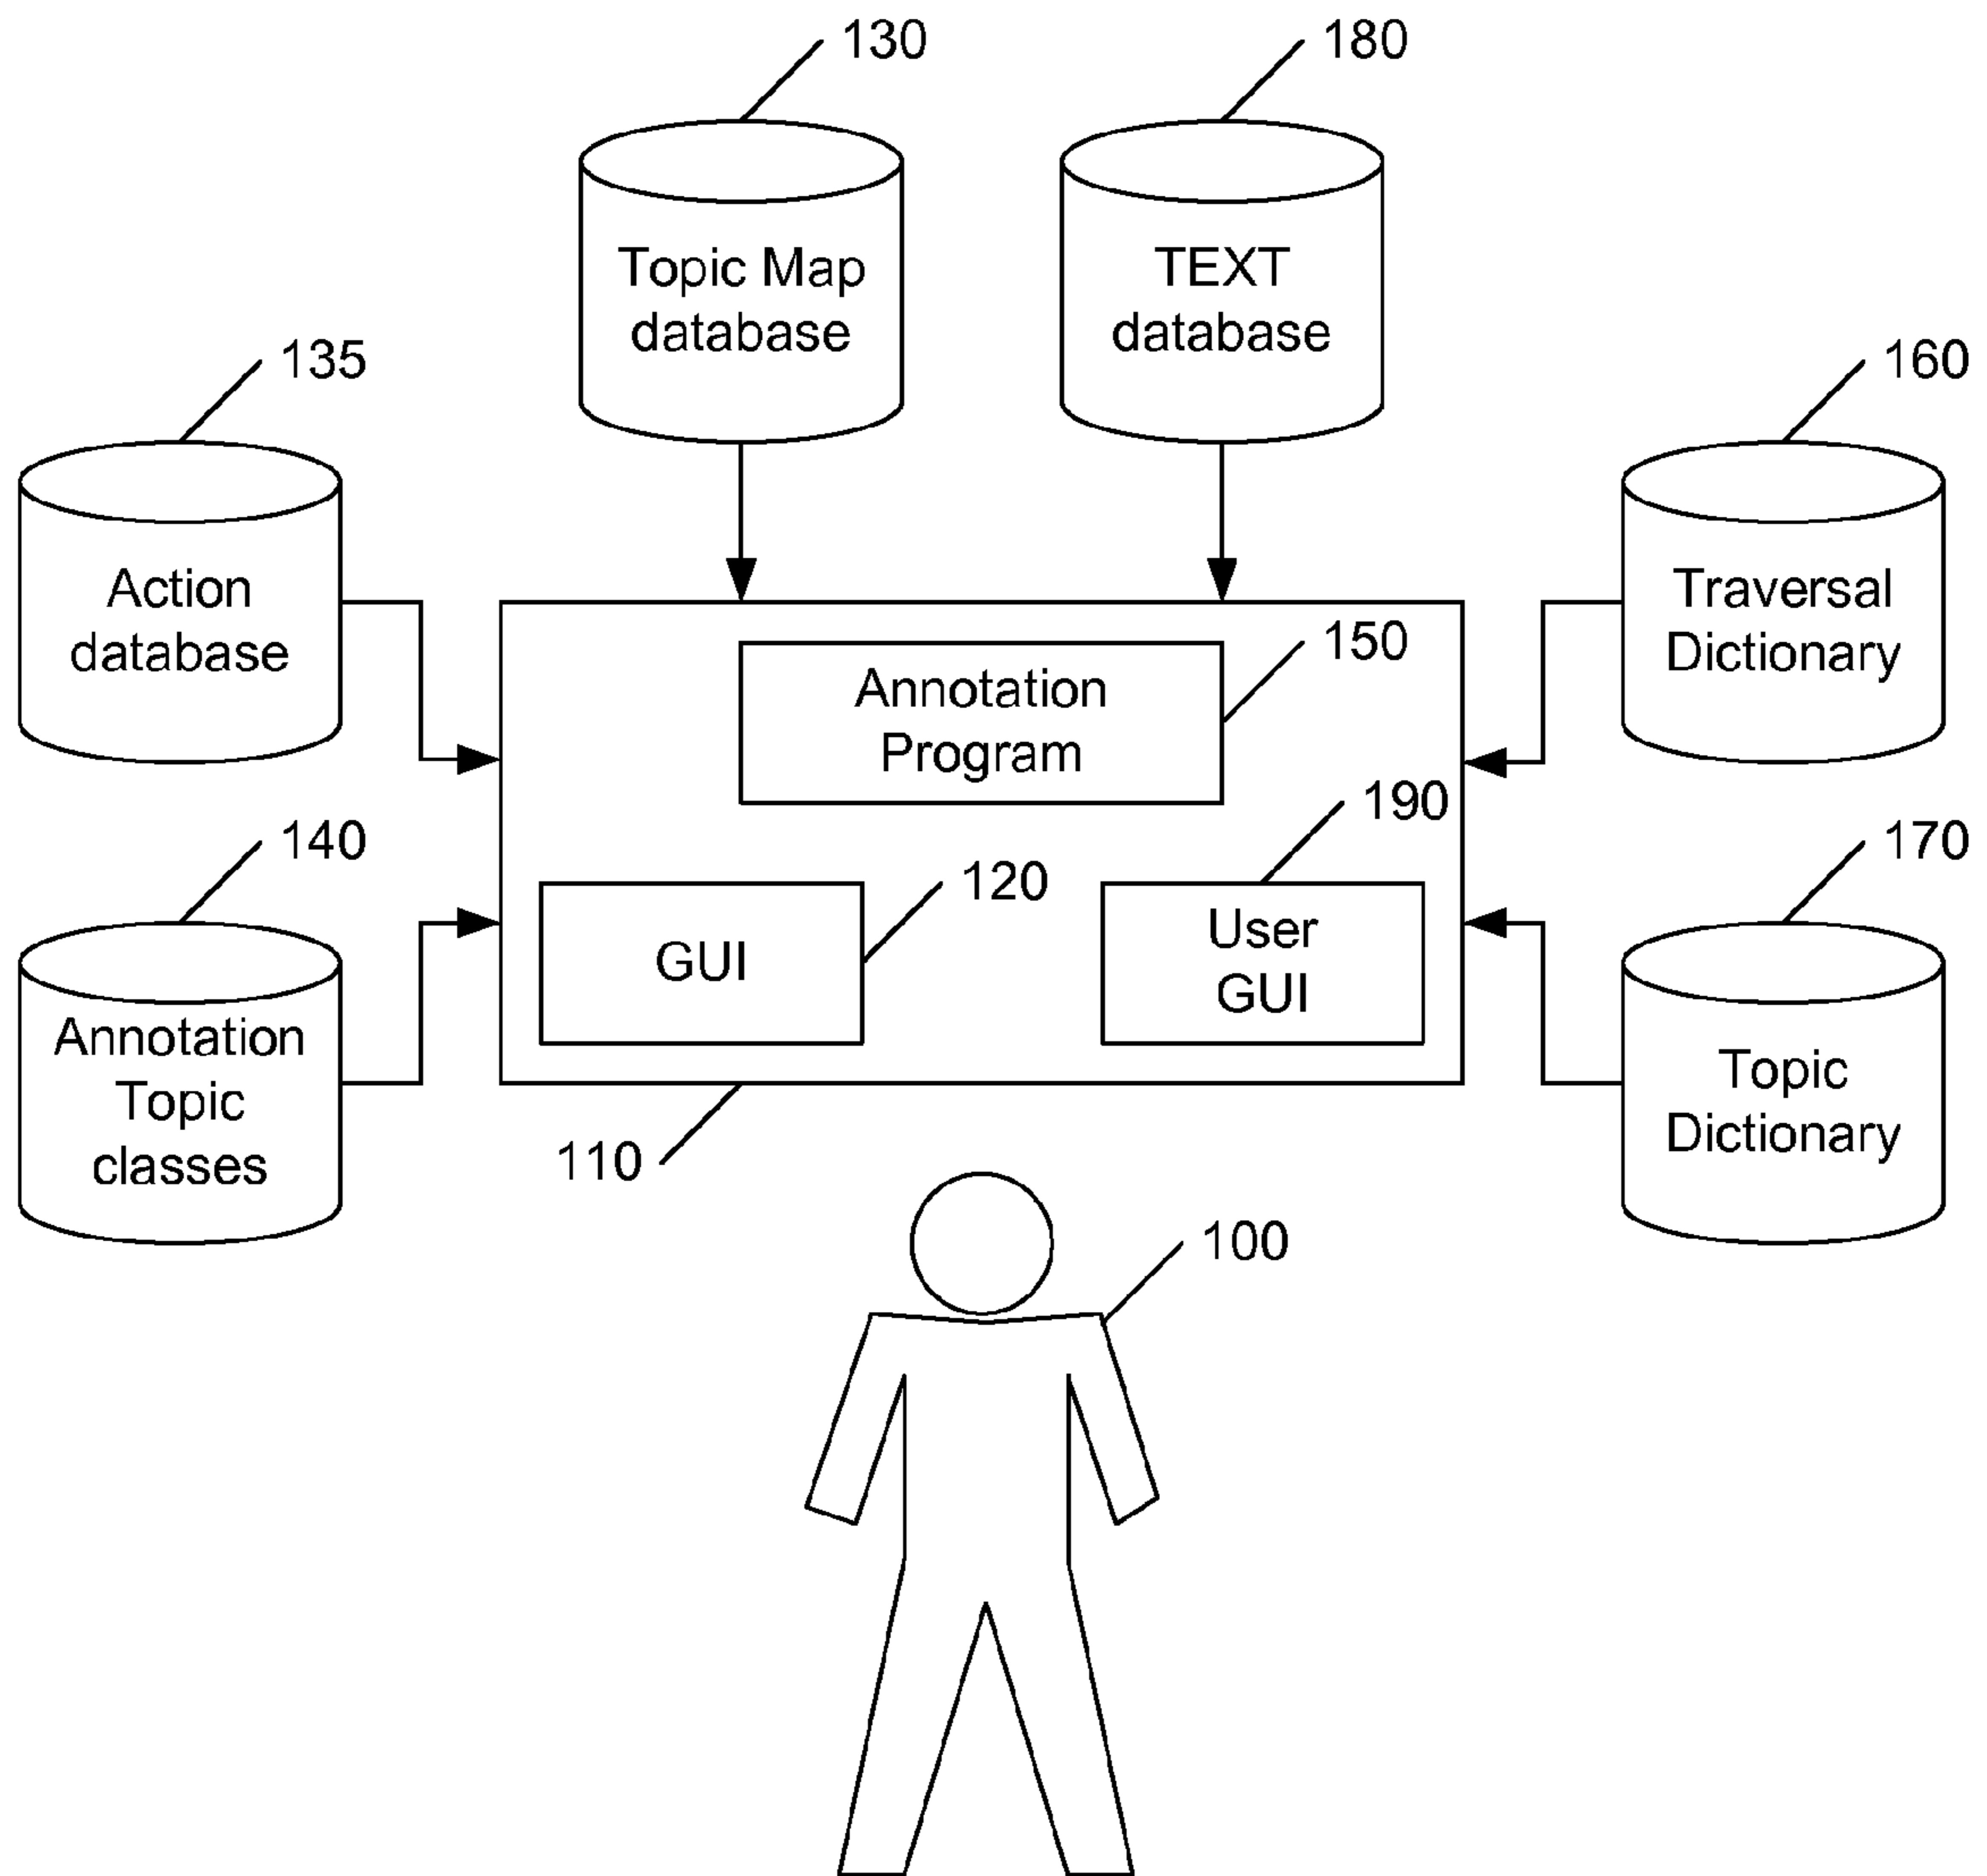 130
180
Topic Map
database
TEXT
database
135
160
Action
database
Traversal
Dictionary
150
Annotation
Program
190
140
170
120
GUI
User
GUI
Annotation
Topic
classes
Topic
Dictionary
110
100